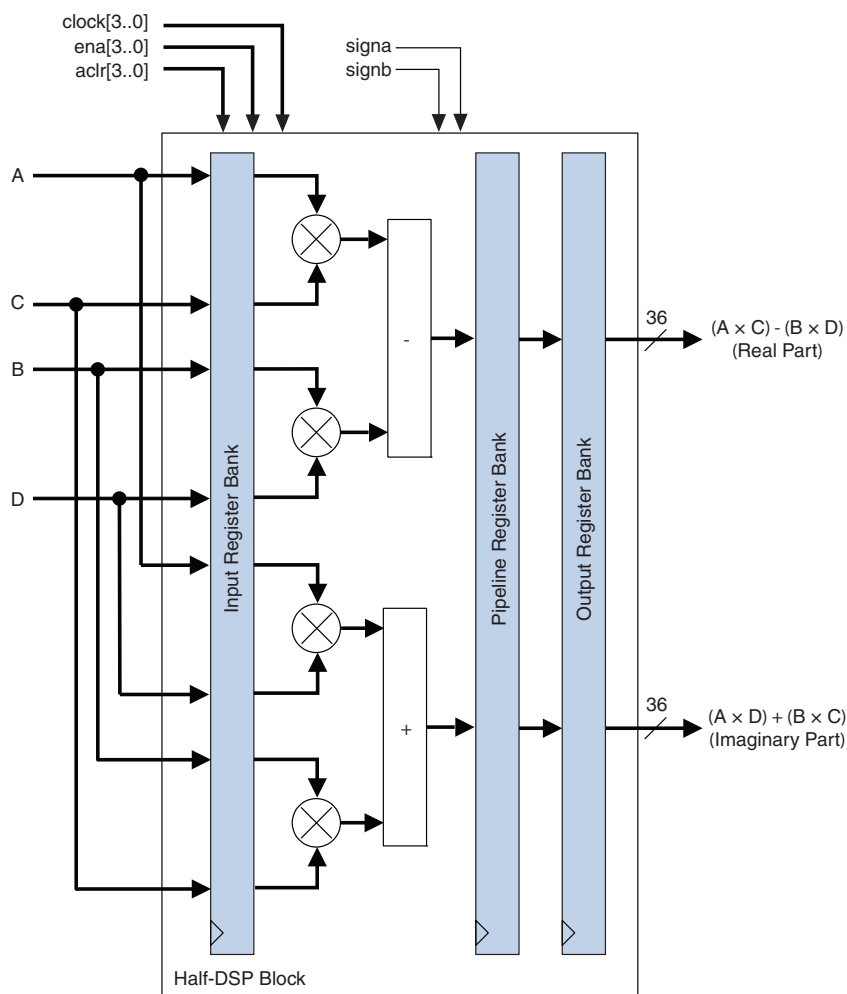 clock[3..0]
ena[3..0]
aclr[3..0]
signa
signb
A
C
B
D
Input Register Bank
-
+
Pipeline Register Bank
Output Register Bank
36
(A × C) - (B × D)
(Real Part)
36
(A × D) + (B × C)
(Imaginary Part)
Half-DSP Block